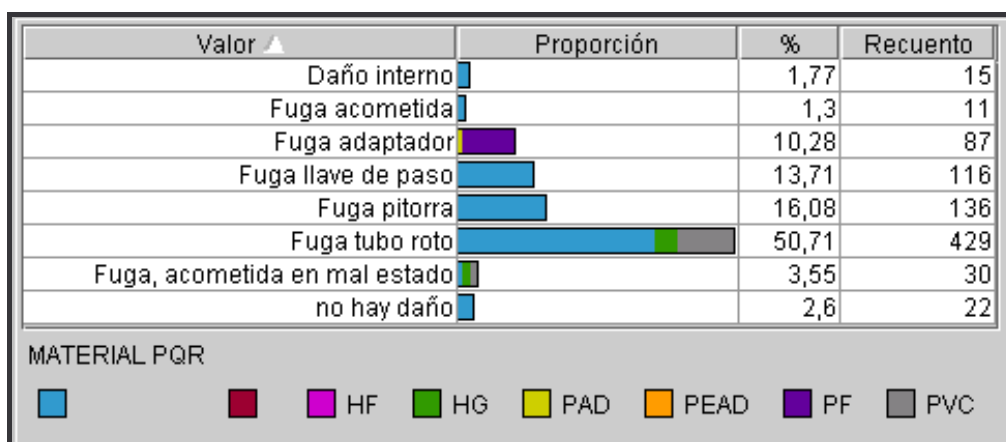 Valor Proporción % Recuento
Daño interno 1,77 15
Fuga acometida 1,3 11
Fuga adaptador 10,28 87
Fuga llave de paso 13,71 116
Fuga pitorra 16,08 136
Fuga tubo roto 50,71 429
Fuga, acometida en mal estado 3,55 30
no hay daño 2,6 22
MATERIAL PQR
HF HG PAD PEAD PF PVC